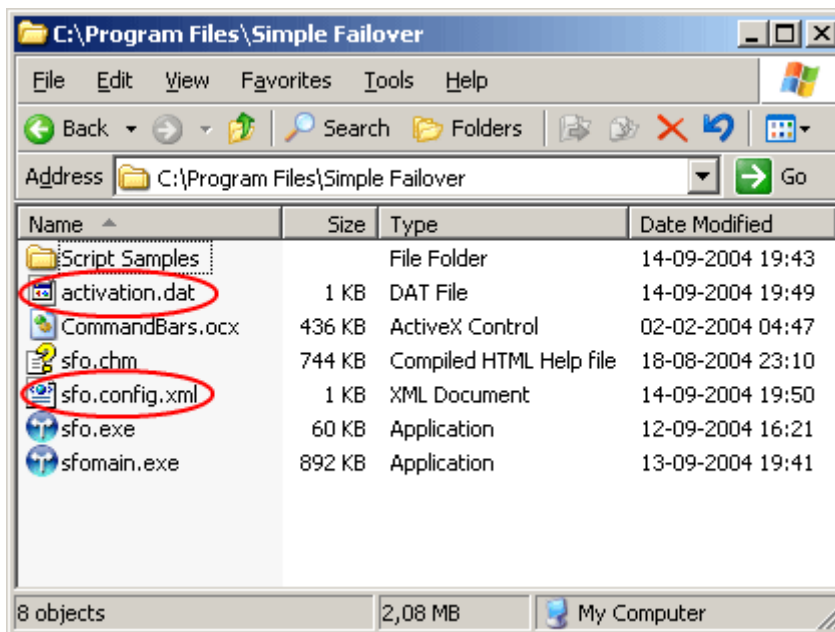 C:\Program Files\Simple Failover
File Edit View Favorites Tools Help
Back Search Folders
Address C:\Program Files\Simple Failover Go
Name Size Type Date Modified
Script Samples File Folder 14-09-2004 19:43
activation.dat 1 KB DAT File 14-09-2004 19:49
CommandBars.ocx 436 KB ActiveX Control 02-02-2004 04:47
sfo.chm 744 KB Compiled HTML Help file 18-08-2004 23:10
sfo.config.xml 1 KB XML Document 14-09-2004 19:50
sfo.exe 60 KB Application 12-09-2004 16:21
sfomain.exe 892 KB Application 13-09-2004 19:41
8 objects 2,08 MB My Computer